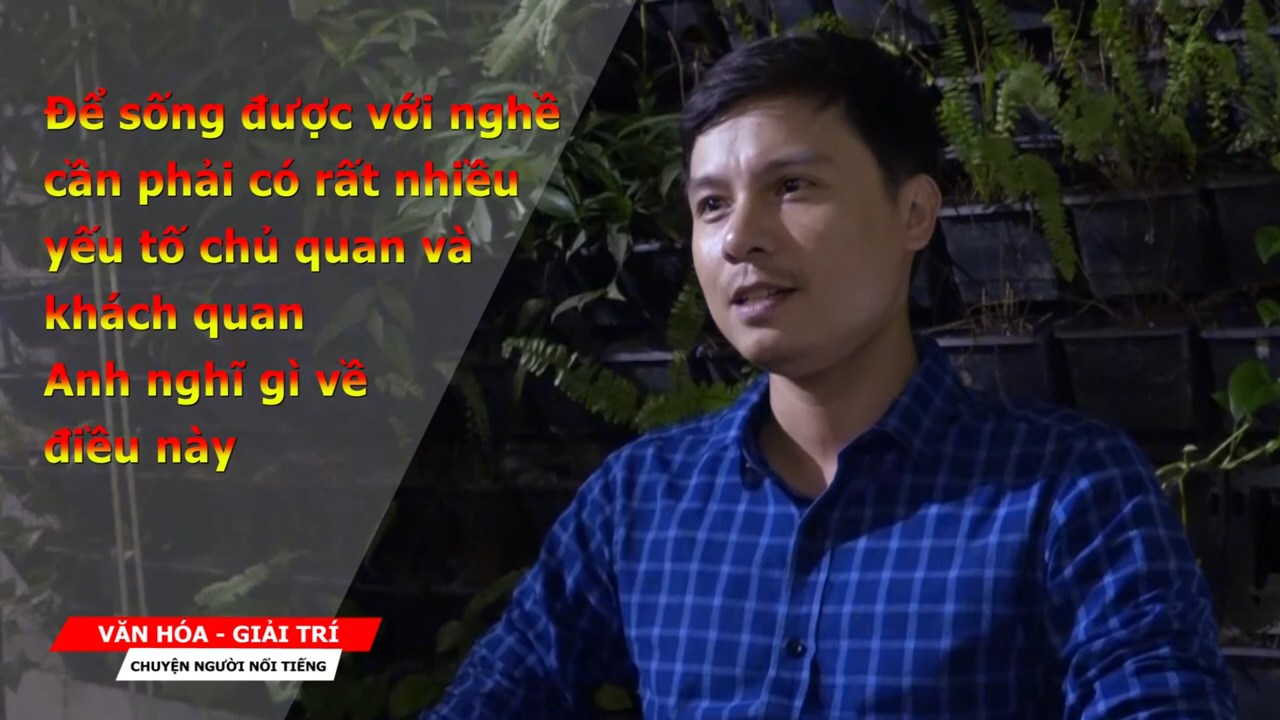 Để sống được với nghề
cần phải có rất nhiều
yếu tố chủ quan và
khách quan
Anh nghĩ gì về
điều này
VĂN HÓA - GIẢI TRÍ
CHUYỆN NGƯỜI NỔI TIẾNG